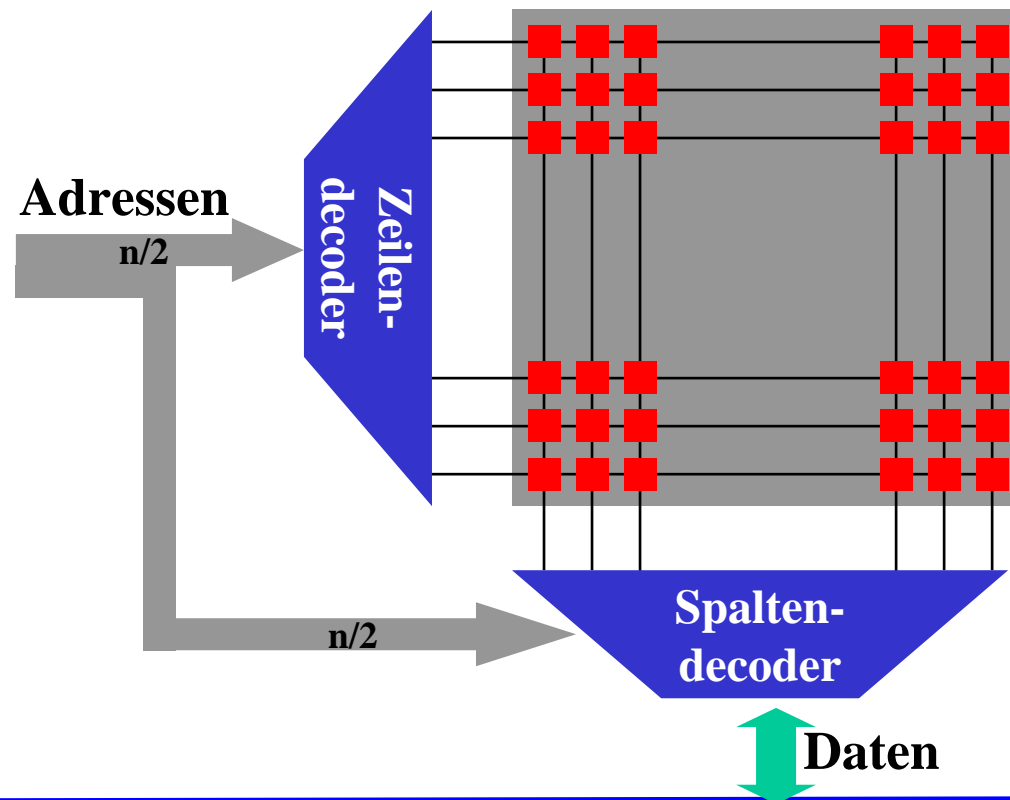 Adressen
n/2
Zeilen-
decoder
n/2
Spalten-
decoder
Daten